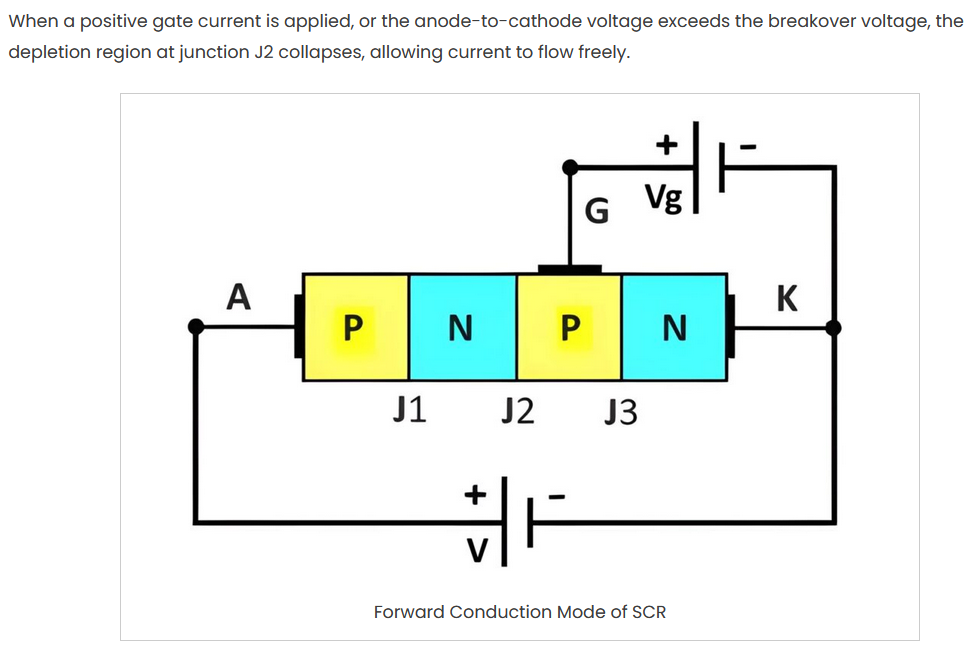 When a positive gate current is applied, or the anode-to-cathode voltage exceeds the breakover voltage, the
depletion region at junction J2 collapses, allowing current to flow freely.
+ -
G Vg
A K
P N P N
J1 J2 J3
+ -
V
Forward Conduction Mode of SCR